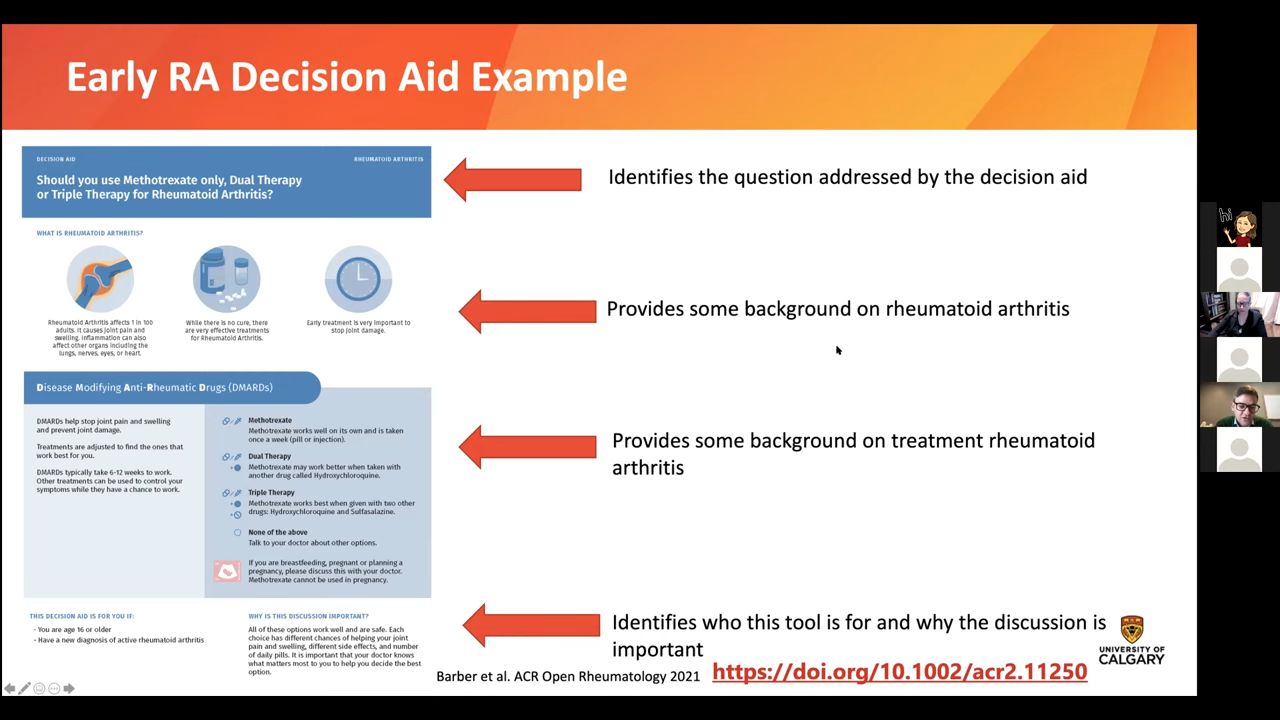 Early RA Decision Aid Example
DECISION AID
RHEUMATOID ARTHRITIS
Should you use Methotrexate only, Dual Therapy
or Triple Therapy for Rheumatoid Arthritis?
Identifies the question addressed by the decision aid
WHAT IS RHEUMATOID ARTHRITIS?
Rheumatoid Arthritis affects 1 in 100
adults. It causes joint pain and
swelling. Inflammation can also
affect other organs including the
lungs, nerves, eyes, or heart.
While there is no cure, there
are very effective treatments
for Rheumatoid Arthritis.
Early treatment is very important to
stop joint damage.
Provides some background on rheumatoid arthritis
Disease Modifying Anti-Rheumatic Drugs (DMARDs)
DMARDs help stop joint pain and swelling
and prevent joint damage.
Treatments are adjusted to find the ones that
work best for you.
DMARDs typically take 6-12 weeks to work.
Other treatments can be used to control your
symptoms while they have a chance to work.
Methotrexate
Methotrexate works well on its own and is taken
once a week (pill or injection).
Dual Therapy
Methotrexate may work better when taken with
another drug called Hydroxychloroquine.
Triple Therapy
Methotrexate works best when given with two other
drugs: Hydroxychloroquine and Sulfasalazine.
None of the above
Talk to your doctor about other options.
If you are breastfeeding, pregnant or planning a
pregnancy, please discuss this with your doctor.
Methotrexate cannot be used in pregnancy.
Provides some background on treatment rheumatoid
arthritis
THIS DECISION AID IS FOR YOU IF:
- You are age 16 or older
- Have a new diagnosis of active rheumatoid arthritis
WHY IS THIS DISCUSSION IMPORTANT?
All of these options work well and are safe. Each
choice has different chances of helping your joint
pain and swelling, different side effects, and number
of daily pills. It is important that your doctor knows
what matters most to you to help you decide the best
option.
Identifies who this tool is for and why the discussion is
important
Barber et al. ACR Open Rheumatology 2021
https://doi.org/10.1002/acr2.11250
UNIVERSITY OF
CALGARY
hi